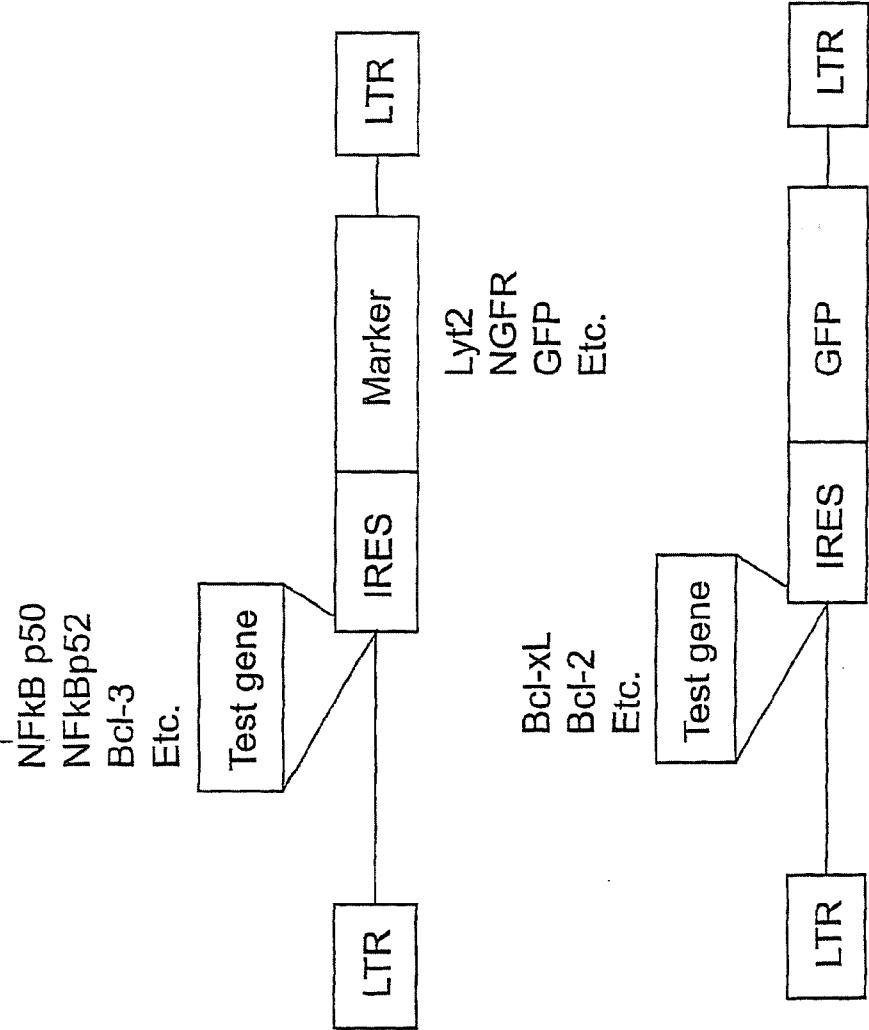 NFkB p50
NFkBp52
Bcl-3
Etc.
Test gene
LTR
IRES
Marker
LTR
Lyt2
NGFR
GFP
Etc.
Bcl-xL
Bcl-2
Etc.
Test gene
LTR
IRES
GFP
LTR